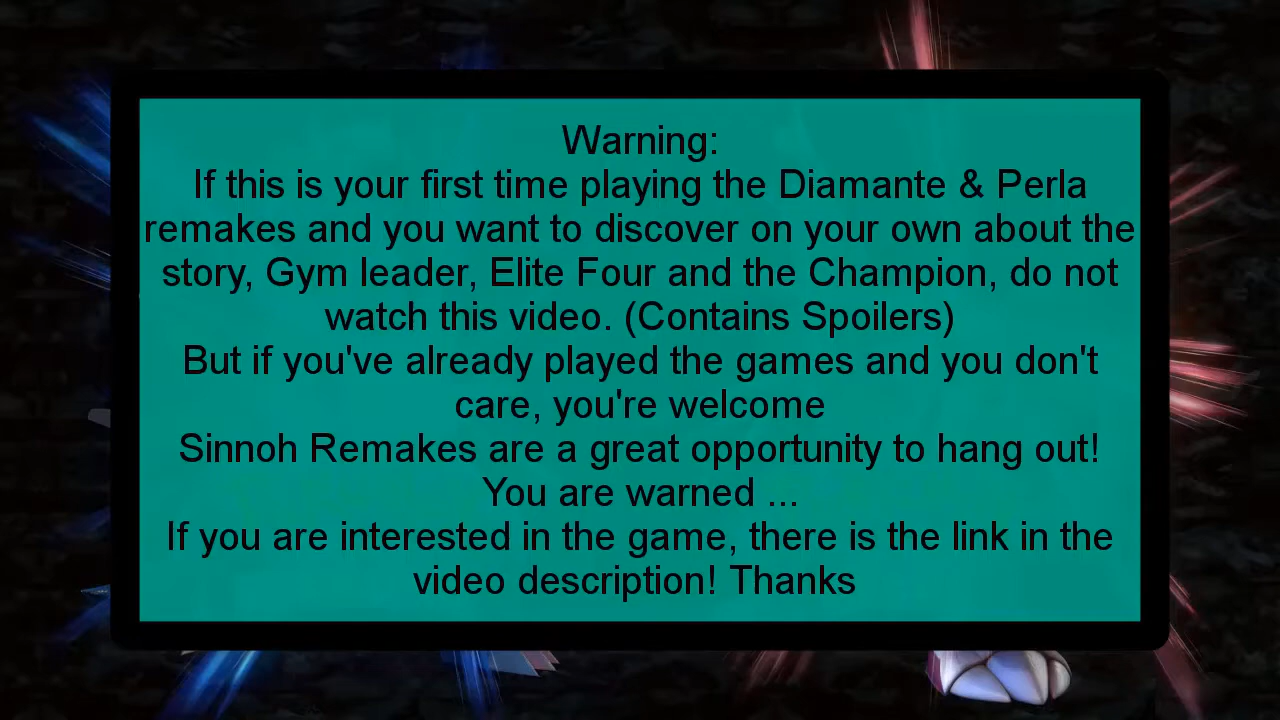 Warning:
If this is your first time playing the Diamante & Perla
remakes and you want to discover on your own about the
story, Gym leader, Elite Four and the Champion, do not
watch this video. (Contains Spoilers)
But if you've already played the games and you don't
care, you're welcome
Sinnoh Remakes are a great opportunity to hang out!
You are warned ...
If you are interested in the game, there is the link in the
video description! Thanks